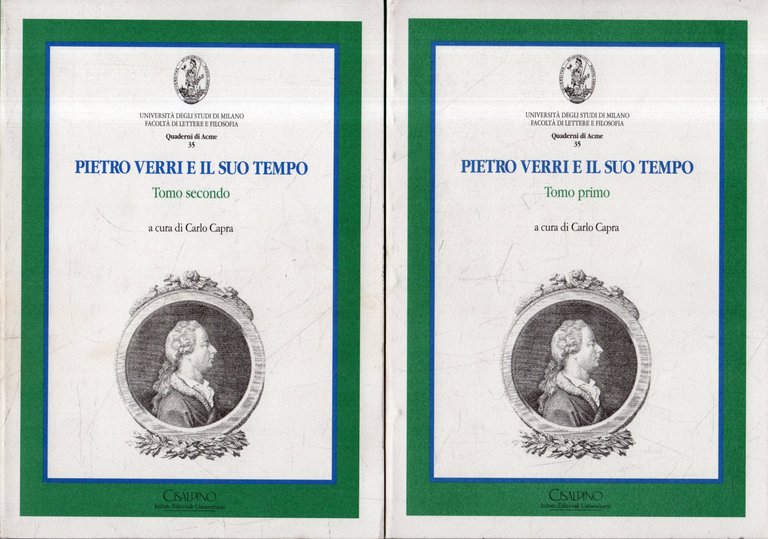 UNIVERSITÀ DEGLI STUDI DI MILANO
FACOLTÀ DI LETTERE E FILOSOFIA
Quaderni di Acme
35
PIETRO VERRI E IL SUO TEMPO
Tomo secondo
a cura di Carlo Capra
CISALPINO
Istituto Editoriale Universitario
UNIVERSITÀ DEGLI STUDI DI MILANO
FACOLTÀ DI LETTERE E FILOSOFIA
Quaderni di Acme
35
PIETRO VERRI E IL SUO TEMPO
Tomo primo
a cura di Carlo Capra
CISALPINO
Istituto Editoriale Universitario